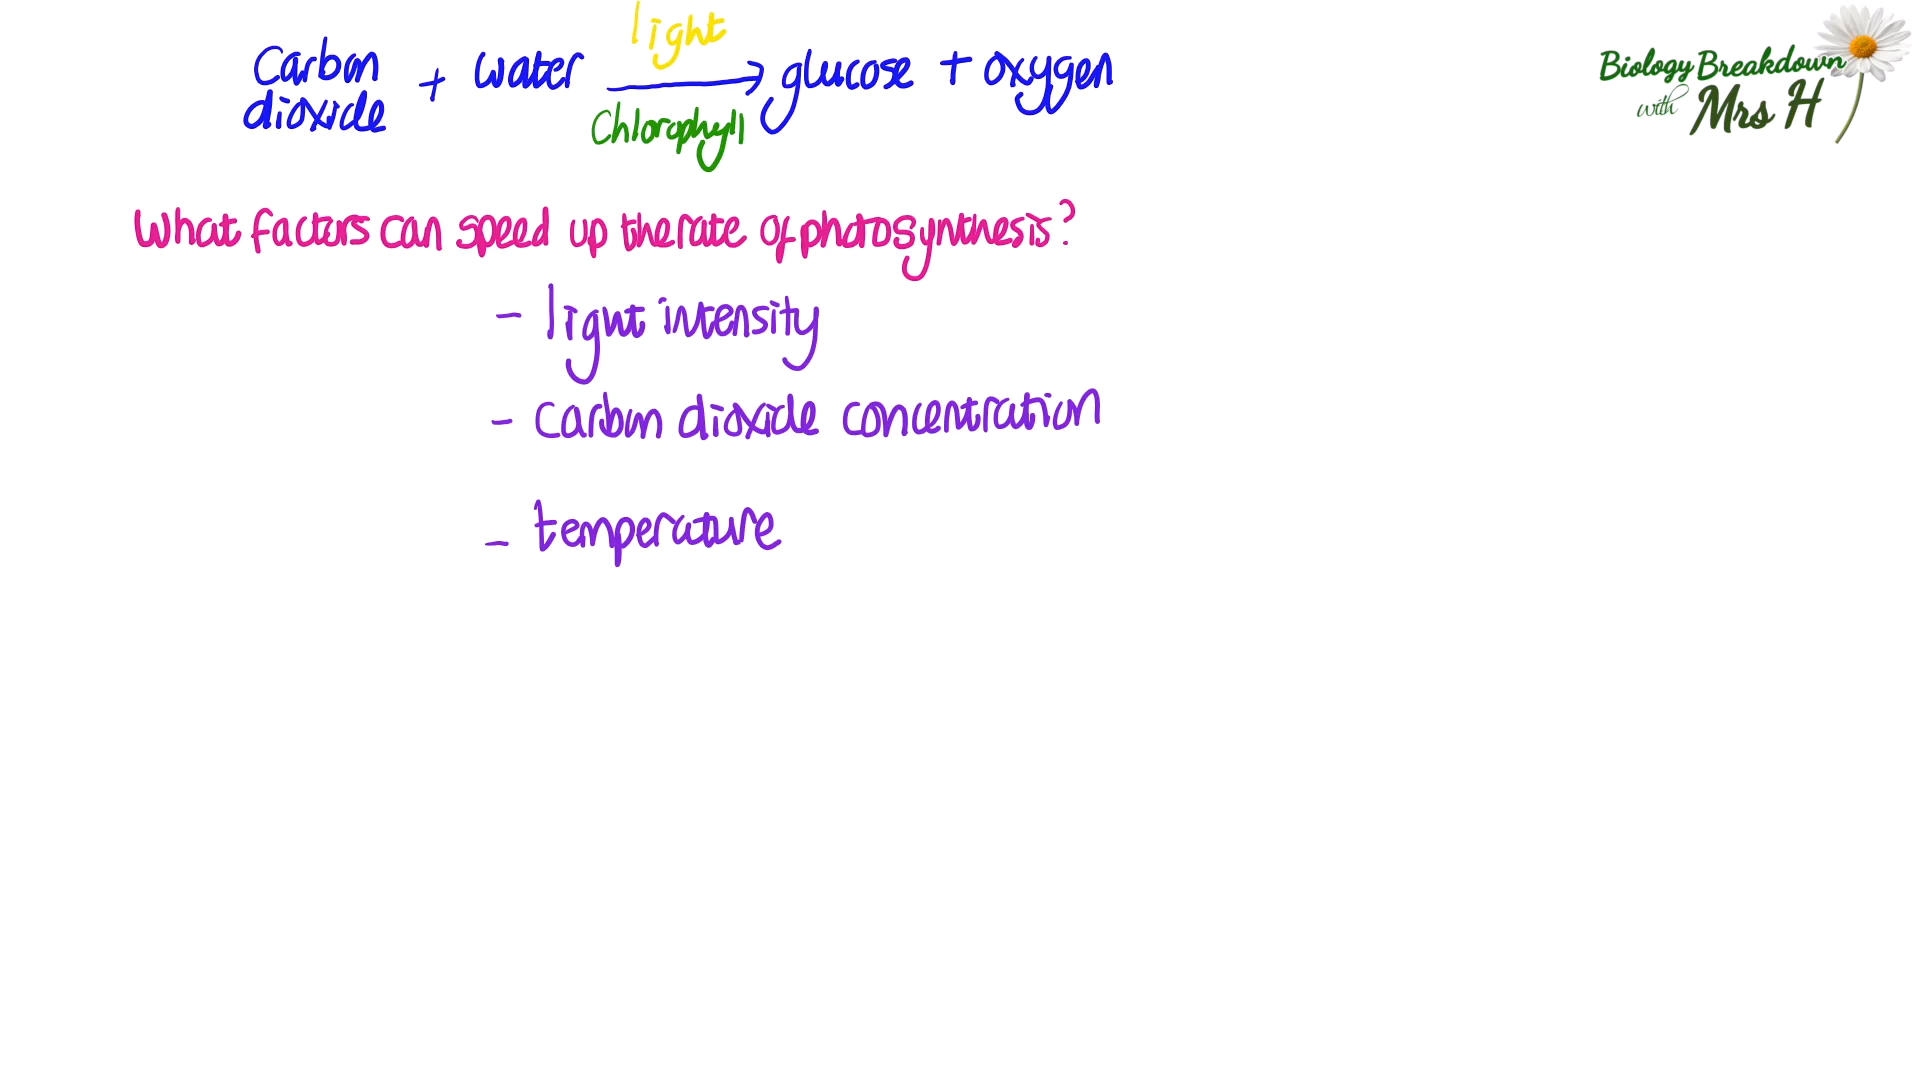 light
Carbon dioxide + water → glucose + oxygen
Chlorophyll
What factors can speed up the rate of photosynthesis?
- light intensity
- Carbon dioxide concentration
- temperature
Biology Breakdown
with Mrs H